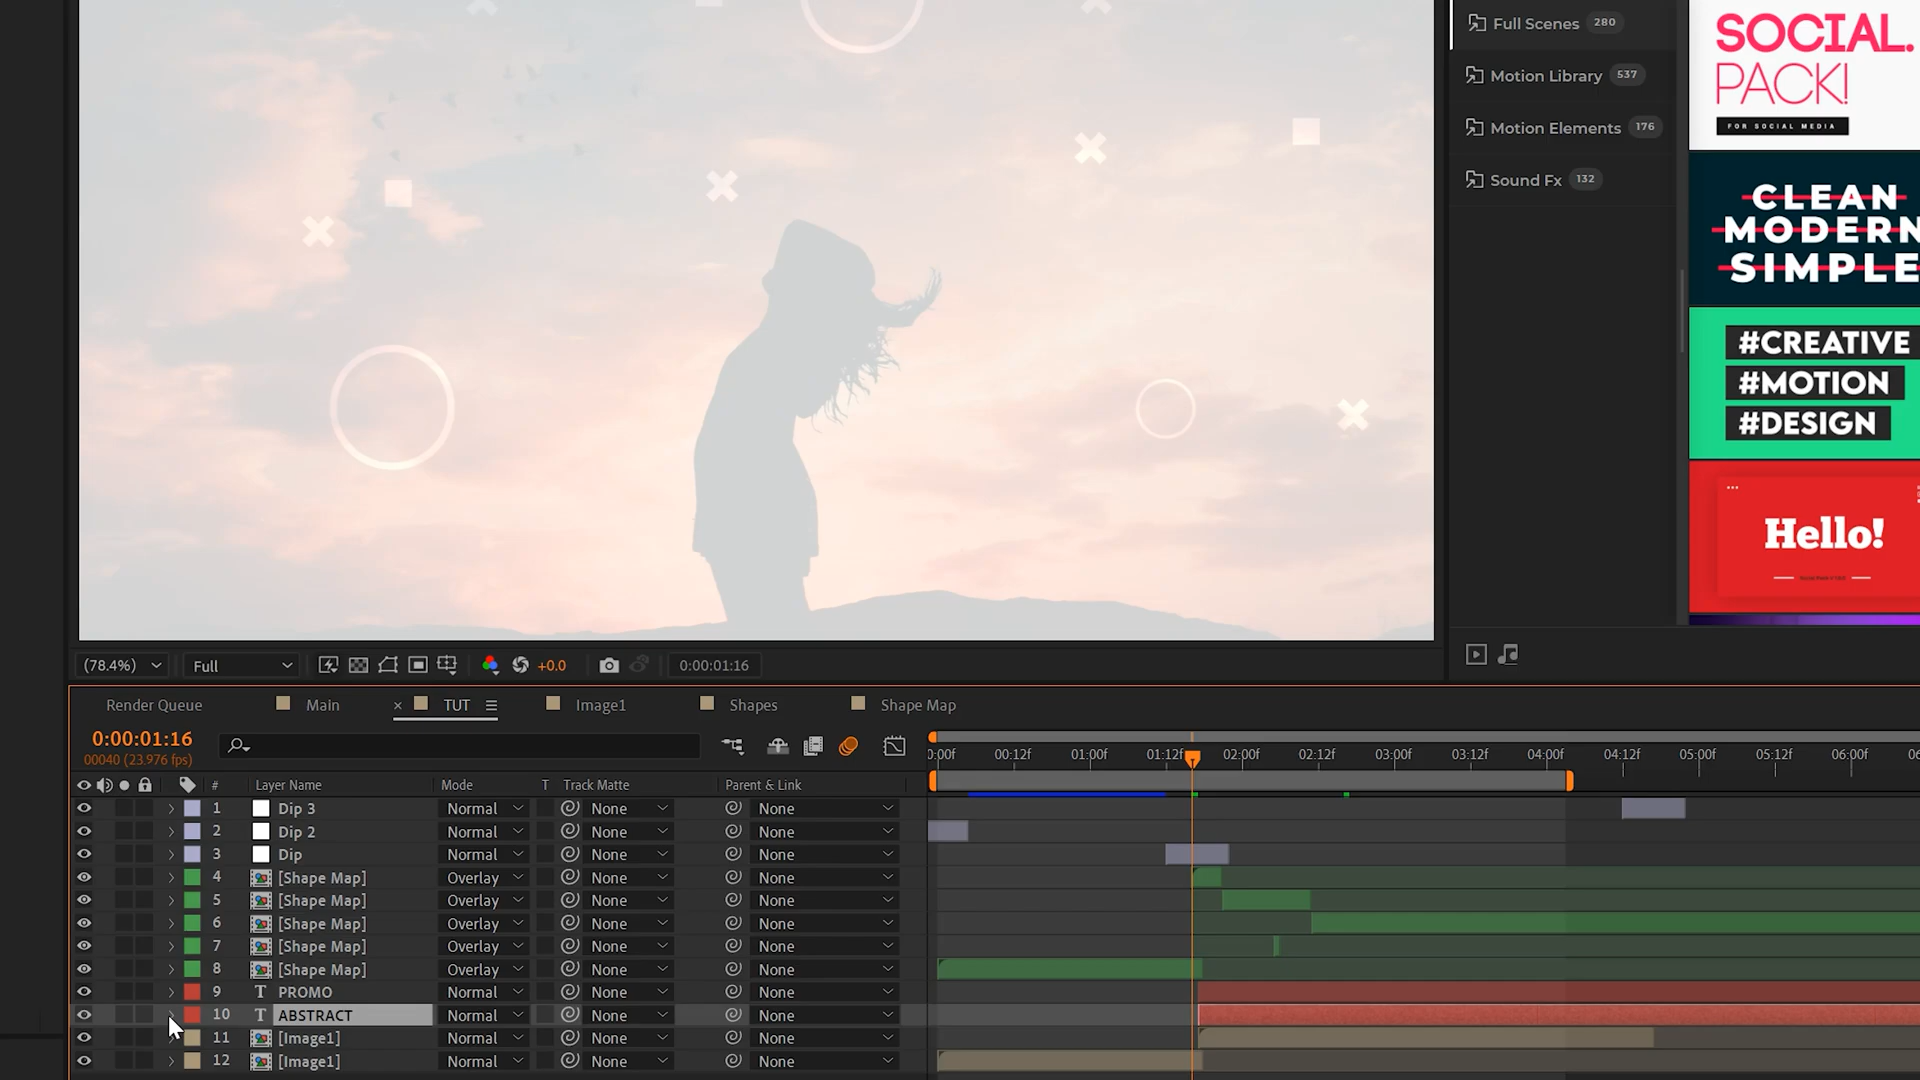 Full Scenes 280
Motion Library 537
Motion Elements 176
Sound Fx 132
SOCIAL.
PACK!
FOR SOCIAL MEDIA
CLEAN
MODERN
SIMPLE
#CREATIVE
#MOTION
#DESIGN
Hello!
(78.4%) Full +0.0 0:00:01:16
Render Queue Main × TUT Image1 Shapes Shape Map
0:00:01:16
00040 (23.976 fps)
0:00f 00:12f 01:00f 01:12f 02:00f 02:12f 03:00f 03:12f 04:00f 04:12f 05:00f 05:12f 06:00f
# Layer Name Mode T Track Matte Parent & Link
1 Dip 3 Normal None None
2 Dip 2 Normal None None
3 Dip Normal None None
4 [Shape Map] Overlay None None
5 [Shape Map] Overlay None None
6 [Shape Map] Overlay None None
7 [Shape Map] Overlay None None
8 [Shape Map] Overlay None None
9 T PROMO Normal None None
10 T ABSTRACT Normal None None
11 [Image1] Normal None None
12 [Image1] Normal None None